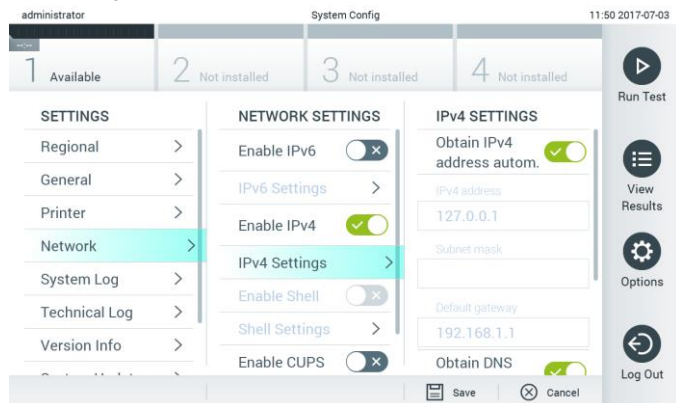 administrator
System Config
11:50 2017-07-03
--:--
1 Available
2 Not installed
3 Not installed
4 Not installed
SETTINGS
Regional
General
Printer
Network
System Log
Technical Log
Version Info
NETWORK SETTINGS
Enable IPv6
IPv6 Settings
Enable IPv4
IPv4 Settings
Enable Shell
Shell Settings
Enable CUPS
IPv4 SETTINGS
Obtain IPv4
address autom.
IPv4 address
127.0.0.1
Subnet mask
Default gateway
192.168.1.1
Obtain DNS
Save
Cancel
Run Test
View
Results
Options
Log Out